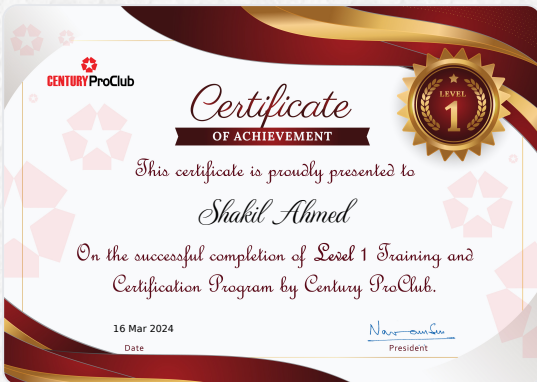 CENTURY ProClub
Certificate
OF ACHIEVEMENT
LEVEL
1
This certificate is proudly presented to
Shakil Ahmed
On the successful completion of Level 1 Training and
Certification Program by Century ProClub.
16 Mar 2024
Date
President